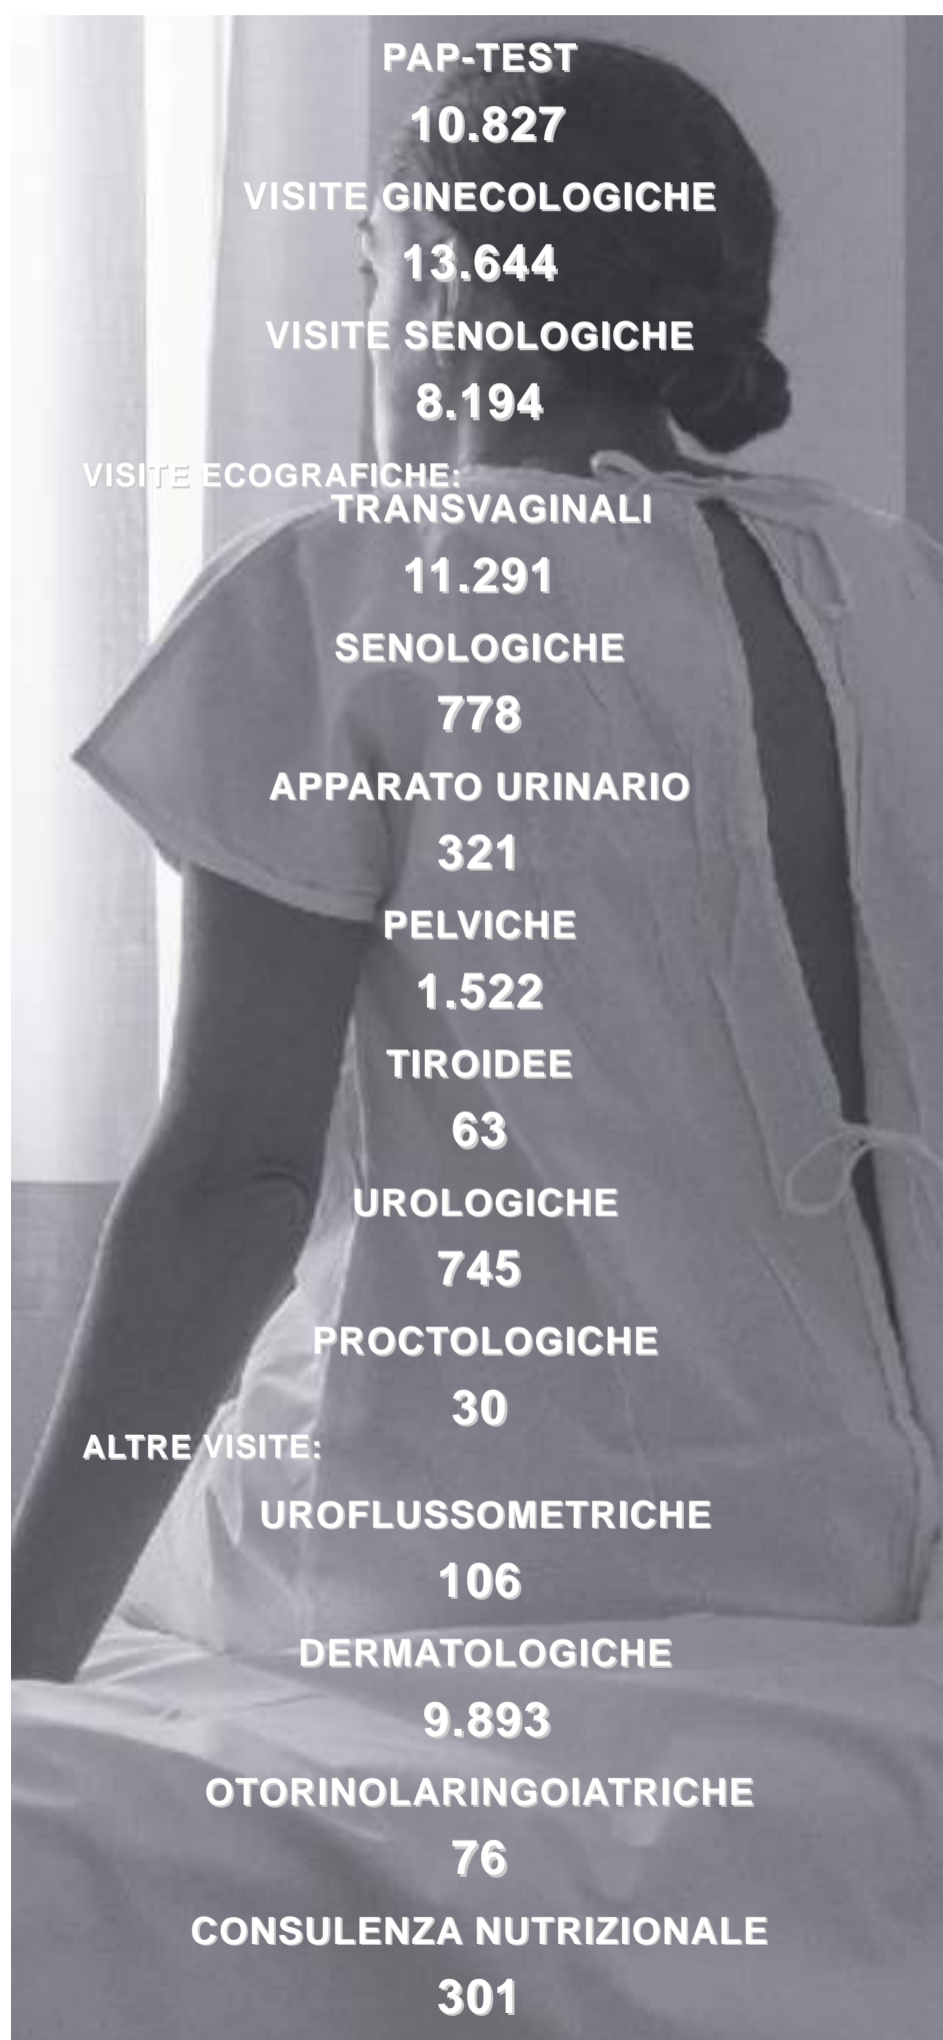 PAP-TEST
10.827
VISITE GINECOLOGICHE
13.644
VISITE SENOLOGICHE
8.194
VISITE ECOGRAFICHE:
TRANSVAGINALI
11.291
SENOLOGICHE
778
APPARATO URINARIO
321
PELVICHE
1.522
TIROIDEE
63
UROLOGICHE
745
PROCTOLOGICHE
30
ALTRE VISITE:
UROFLUSSOMETRICHE
106
DERMATOLOGICHE
9.893
OTORINOLARINGOIATRICHE
76
CONSULENZA NUTRIZIONALE
301